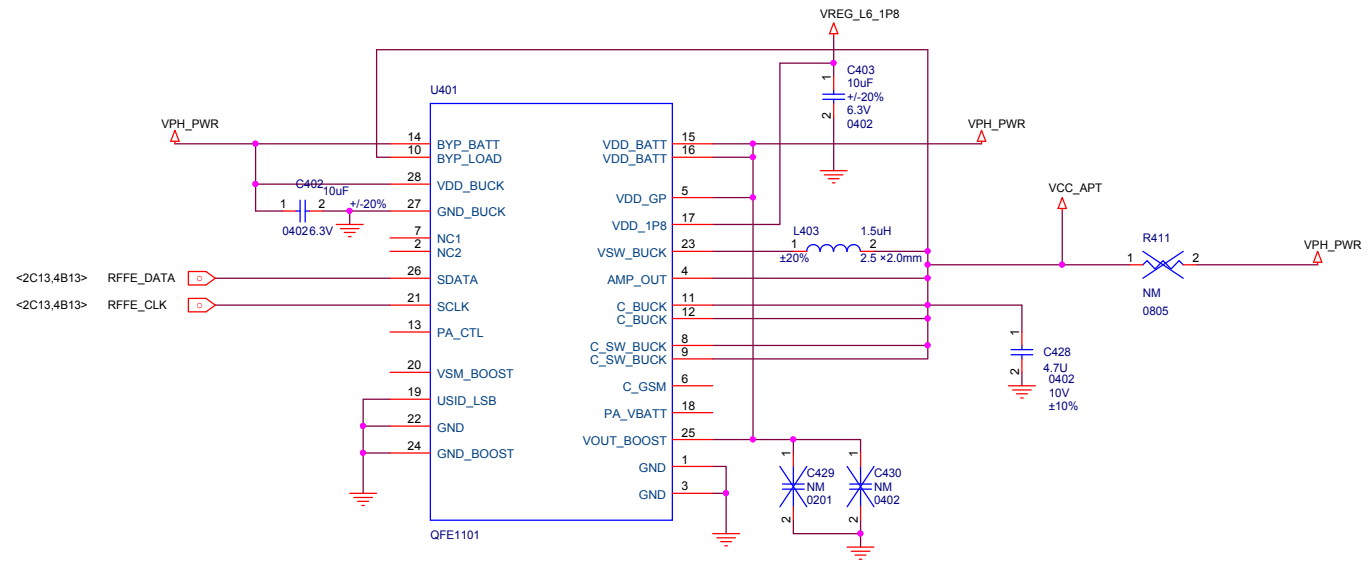 VREG_L6_1P8
C403
1
10uF
+/-20%
6.3V
2
0402
U401
VPH_PWR
14
BYP_BATT
10
BYP_LOAD
28
VDD_BUCK
C402
10uF
1
2
+/-20%
0402
6.3V
27
GND_BUCK
7
NC1
2
NC2
<2C13,4B13>
RFFE_DATA
26
SDATA
<2C13,4B13>
RFFE_CLK
21
SCLK
13
PA_CTL
20
VSM_BOOST
19
USID_LSB
22
GND
24
GND_BOOST
QFE1101
VDD_BATT
15
VPH_PWR
VDD_BATT
16
VDD_GP
5
VDD_1P8
17
VSW_BUCK
23
L403
1.5uH
1
2
±20%
2.5 ×2.0mm
AMP_OUT
4
C_BUCK
11
C_BUCK
12
C_SW_BUCK
8
C_SW_BUCK
9
C_GSM
6
PA_VBATT
18
VOUT_BOOST
25
GND
1
GND
3
VCC_APT
R411
1
2
NM
0805
VPH_PWR
1
C428
4.7U
2
0402
10V
±10%
1
C429
NM
0201
2
1
C430
NM
0402
2